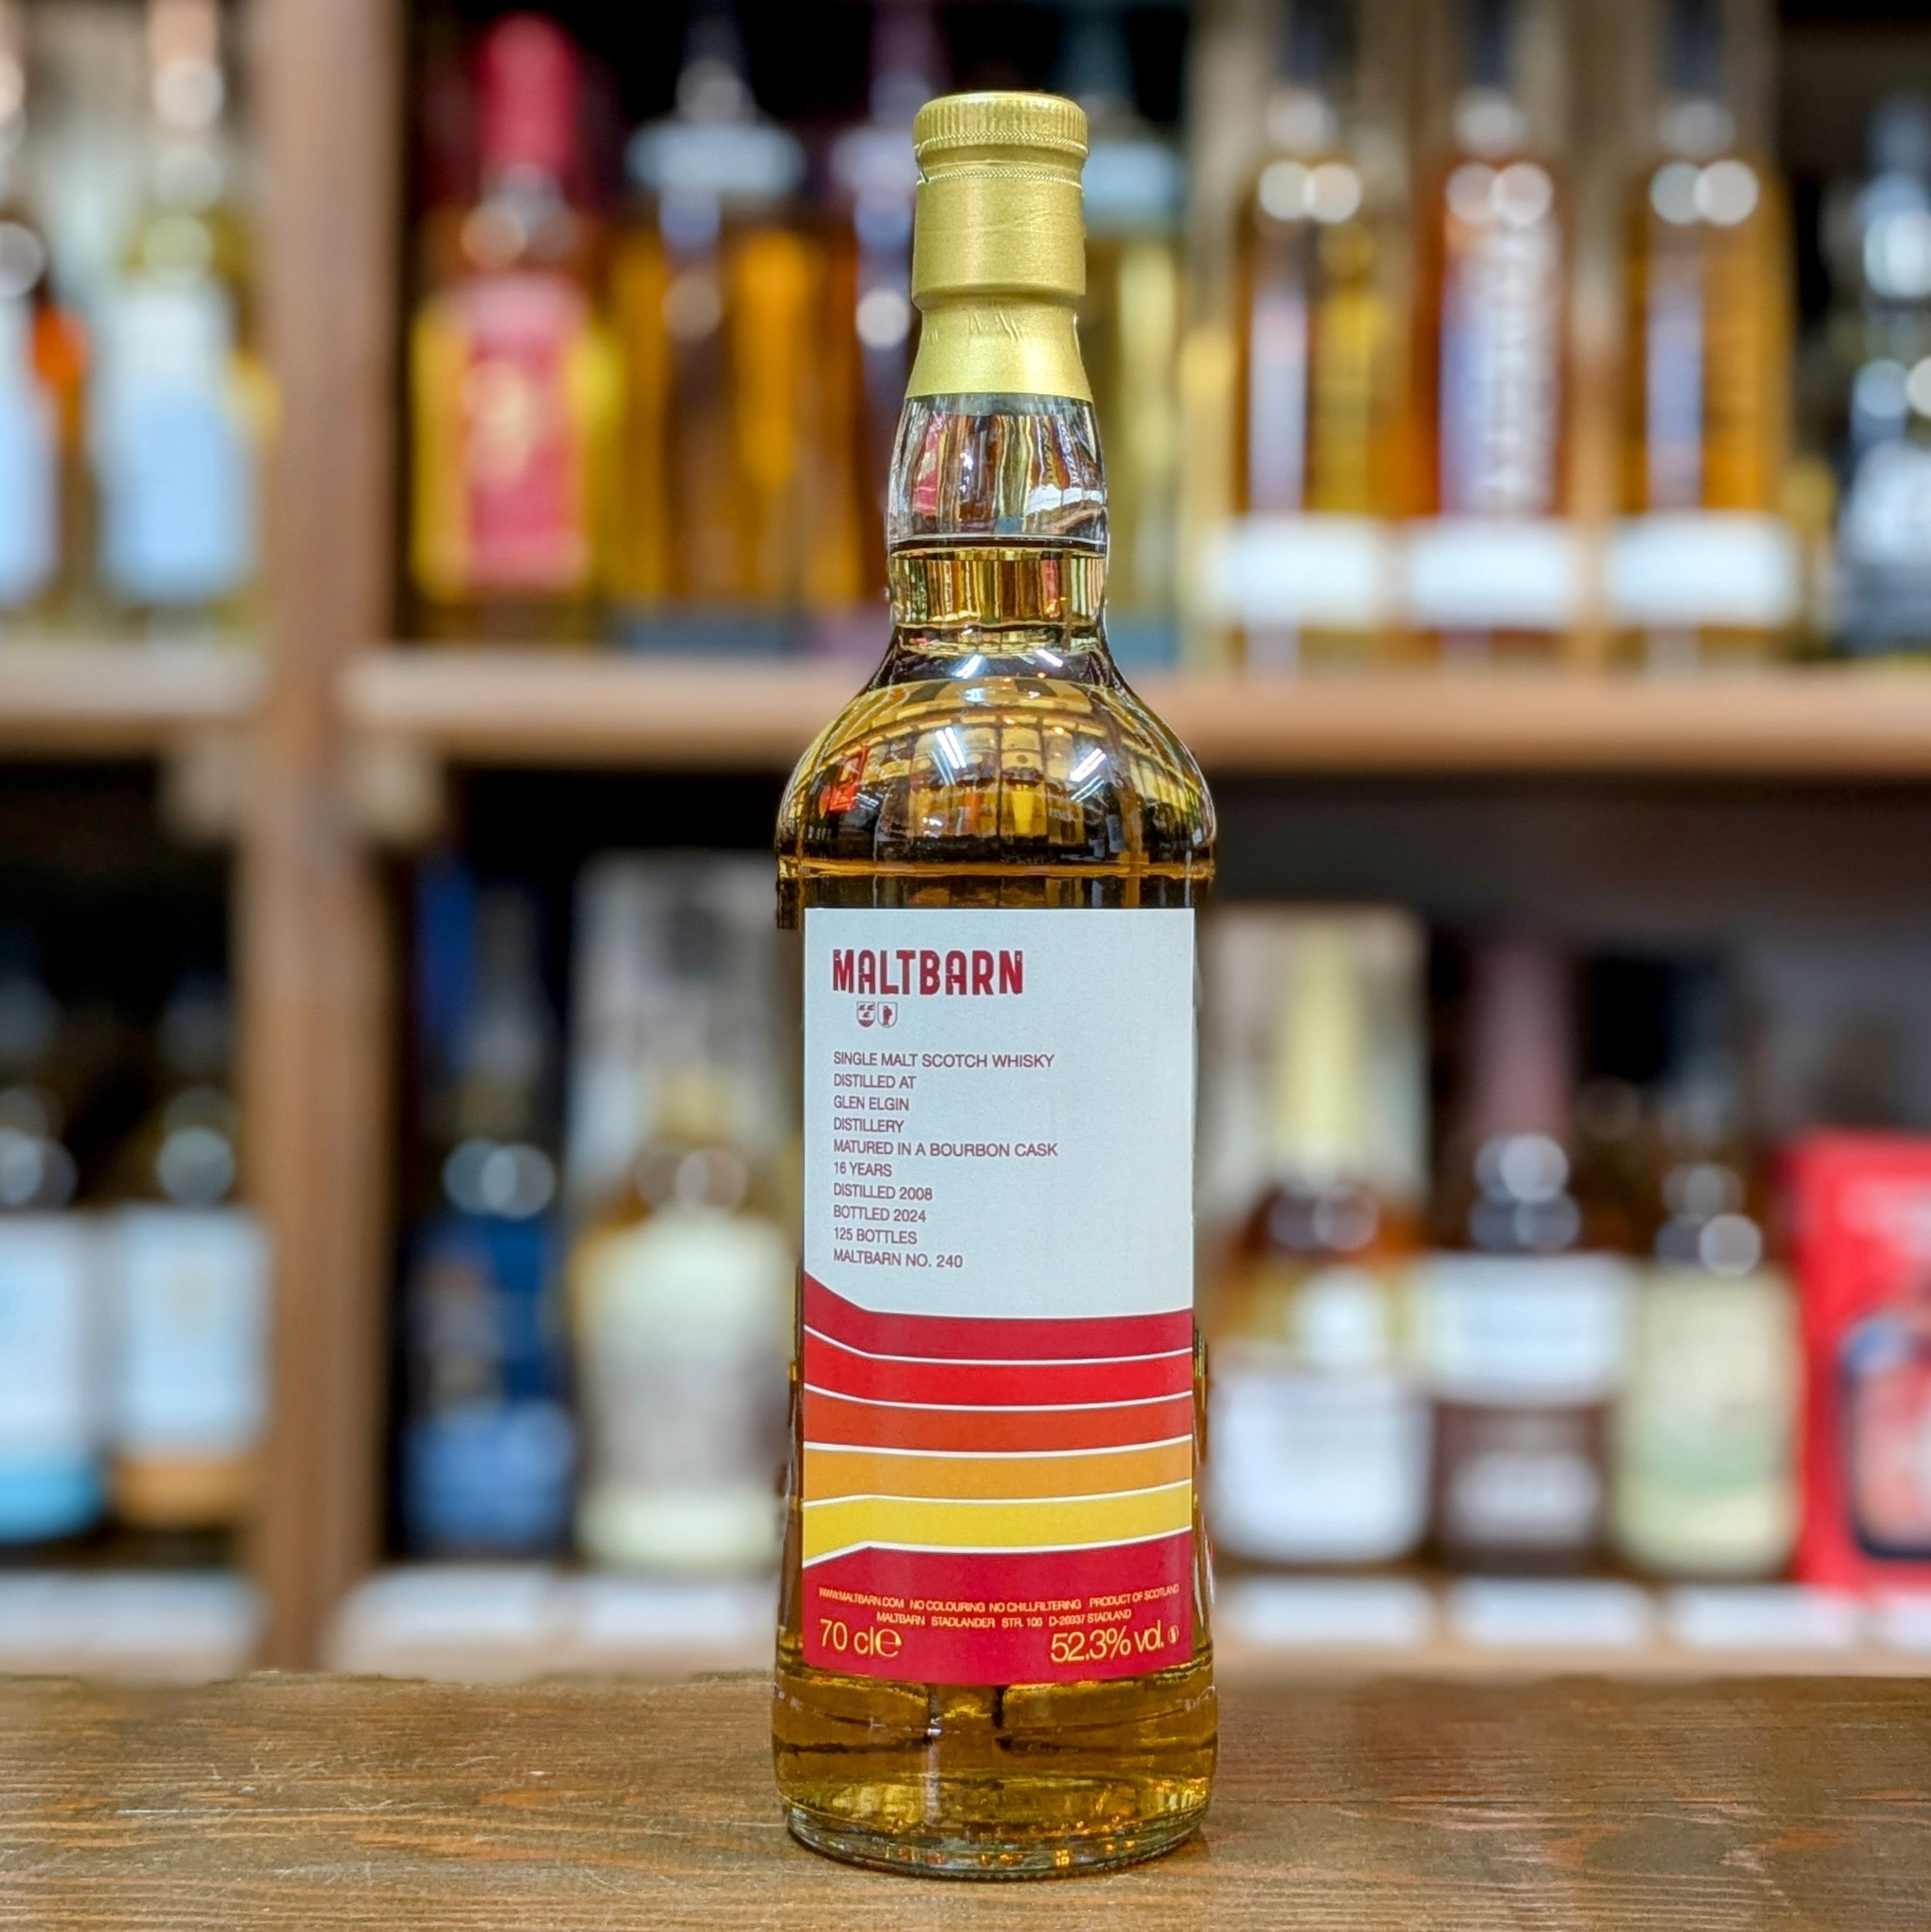 MALTBARN
SINGLE MALT SCOTCH WHISKY
DISTILLED AT
GLEN ELGIN
DISTILLERY
MATURED IN A BOURBON CASK
16 YEARS
DISTILLED 2008
BOTTLED 2024
125 BOTTLES
MALTBARN NO. 240
WWW.MALTBARN.COM NO COLOURING NO CHILLFILTERING PRODUCT OF SCOTLAND
MALTBARN STADLANDER STR. 106 D-26937 STADLAND
70 cl e 52.3% vol.